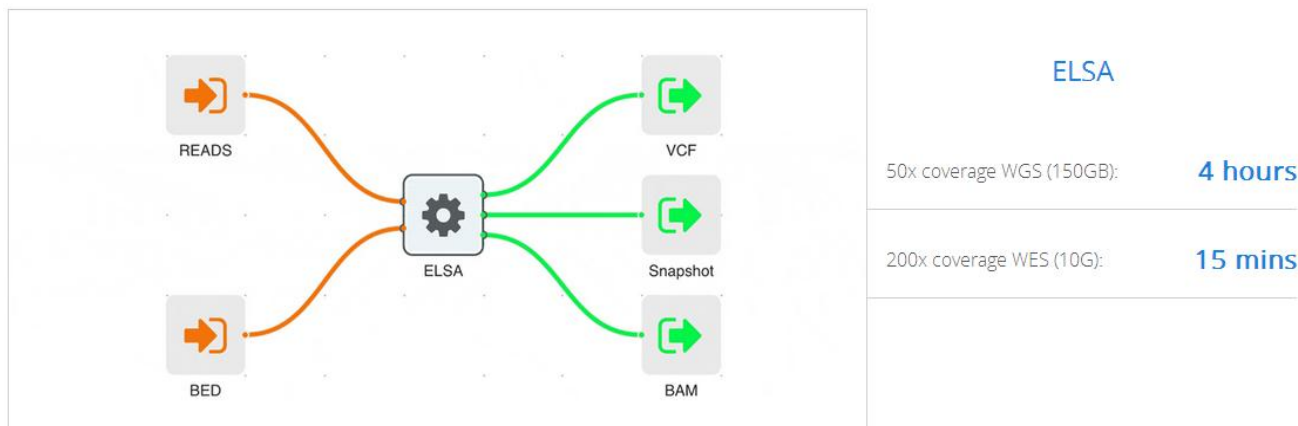 READS
VCF
ELSA
Snapshot
BED
BAM
ELSA
50x coverage WGS (150GB): 4 hours
200x coverage WES (10G): 15 mins